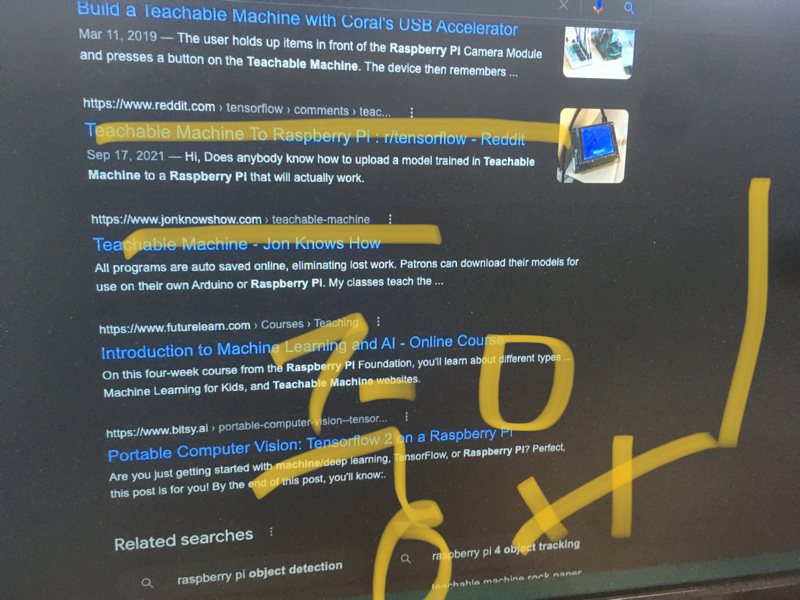 Build a Teachable Machine with Coral's USB Accelerator
Mar 11, 2019 — The user holds up items in front of the Raspberry Pi Camera Module
and presses a button on the Teachable Machine. The device then remembers ...
https://www.reddit.com › tensorflow › comments › teac...
Teachable Machine To Raspberry Pi : r/tensorflow - Reddit
Sep 17, 2021 — Hi, Does anybody know how to upload a model trained in Teachable
Machine to a Raspberry Pi that will actually work.
https://www.jonknowshow.com › teachable-machine
Teachable Machine - Jon Knows How
All programs are auto saved online, eliminating lost work. Patrons can download their models for
use on their own Arduino or Raspberry Pi. My classes teach the ...
https://www.futurelearn.com › Courses › Teaching
Introduction to Machine Learning and AI - Online Course
On this four-week course from the Raspberry Pi Foundation, you'll learn about different types ...
Machine Learning for Kids, and Teachable Machine websites.
https://www.bitsy.ai › portable-computer-vision--tensor...
Portable Computer Vision: Tensorflow 2 on a Raspberry Pi
Are you just getting started with machine/deep learning, TensorFlow, or Raspberry Pi? Perfect,
this post is for you! By the end of this post, you'll know:.
Related searches
raspberry pi object detection
raspberry pi 4 object tracking
teachable machine rock paper